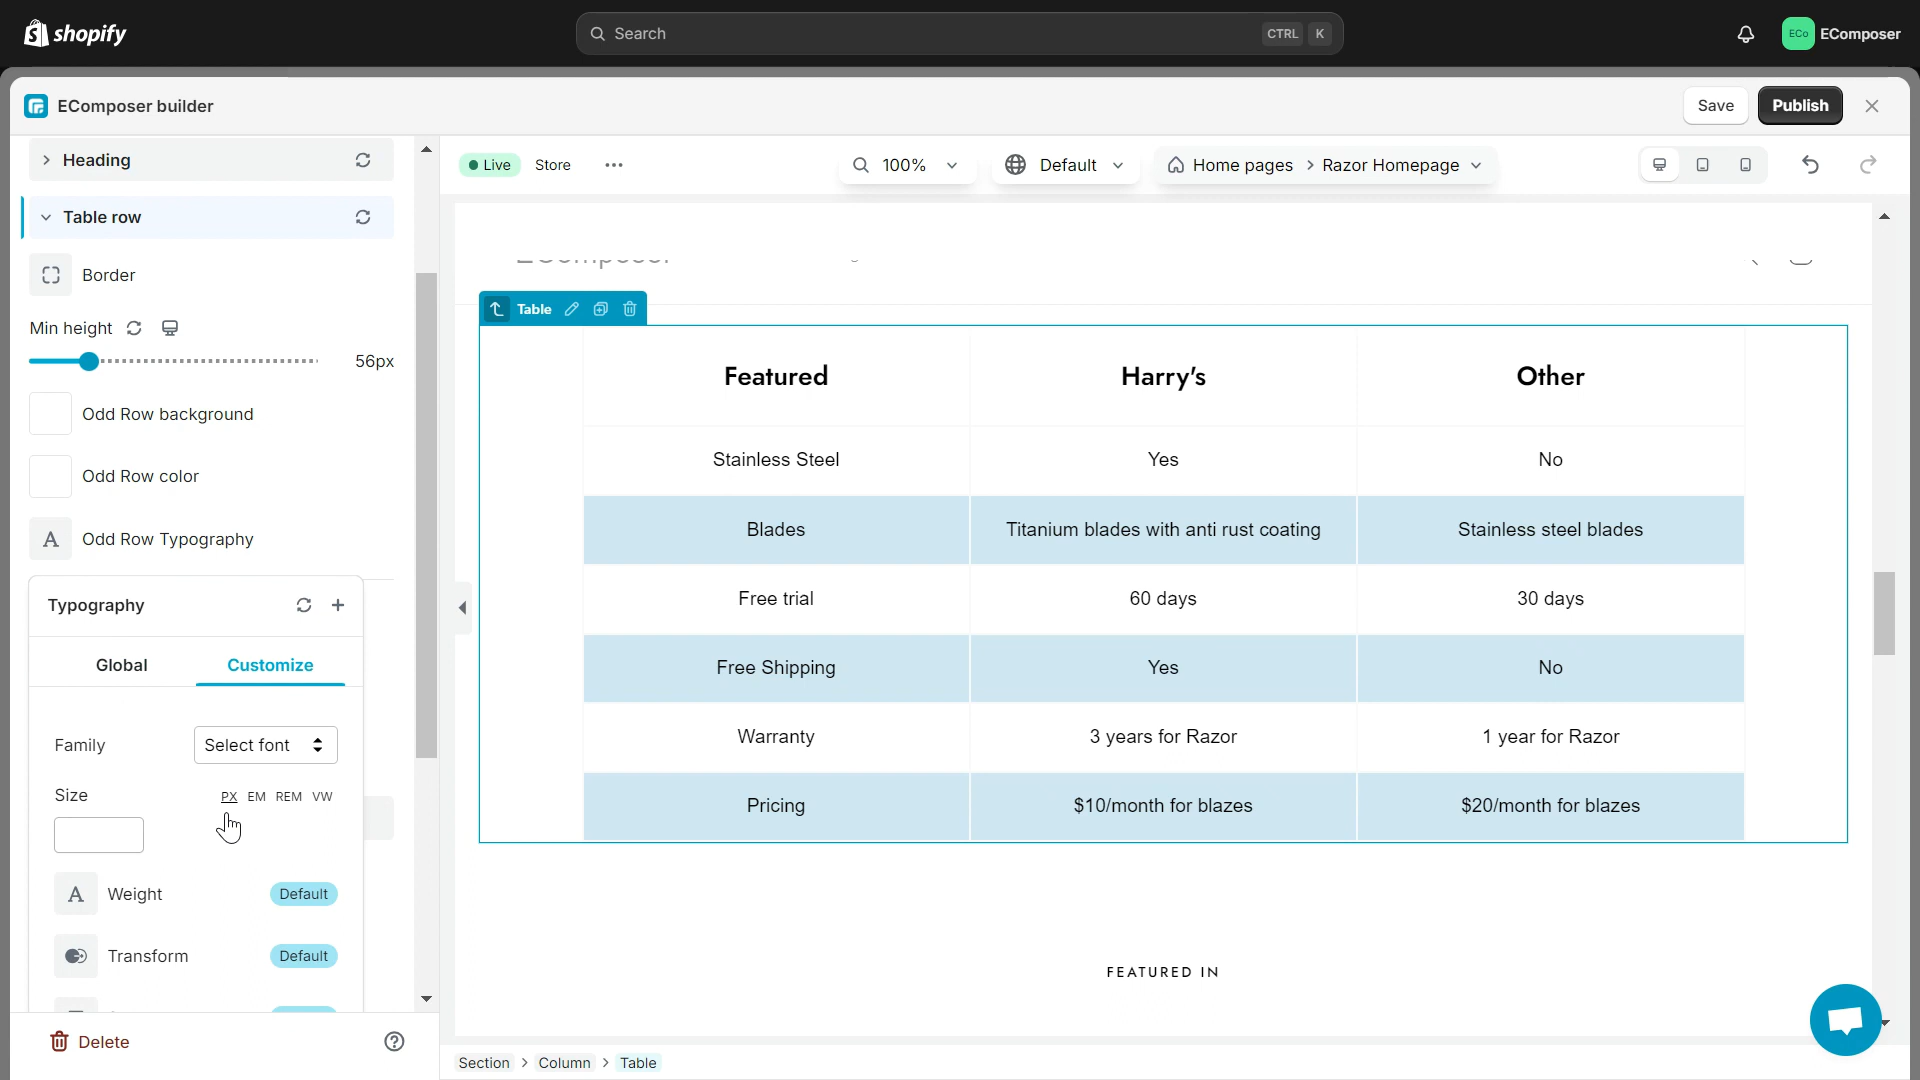 shopify
Search
CTRL K
ECo
EComposer
EComposer builder
Save
Publish
Heading
Table row
Border
Min height
56px
Odd Row background
Odd Row color
A Odd Row Typography
Typography
Global
Customize
Family
Select font
Size
PX EM REM VW
A Weight
Default
Transform
Default
Delete
Live
Store
100%
Default
Home pages > Razor Homepage
Table
Featured Harry's Other
Stainless Steel Yes No
Blades Titanium blades with anti rust coating Stainless steel blades
Free trial 60 days 30 days
Free Shipping Yes No
Warranty 3 years for Razor 1 year for Razor
Pricing $10/month for blazes $20/month for blazes
FEATURED IN
Section > Column > Table